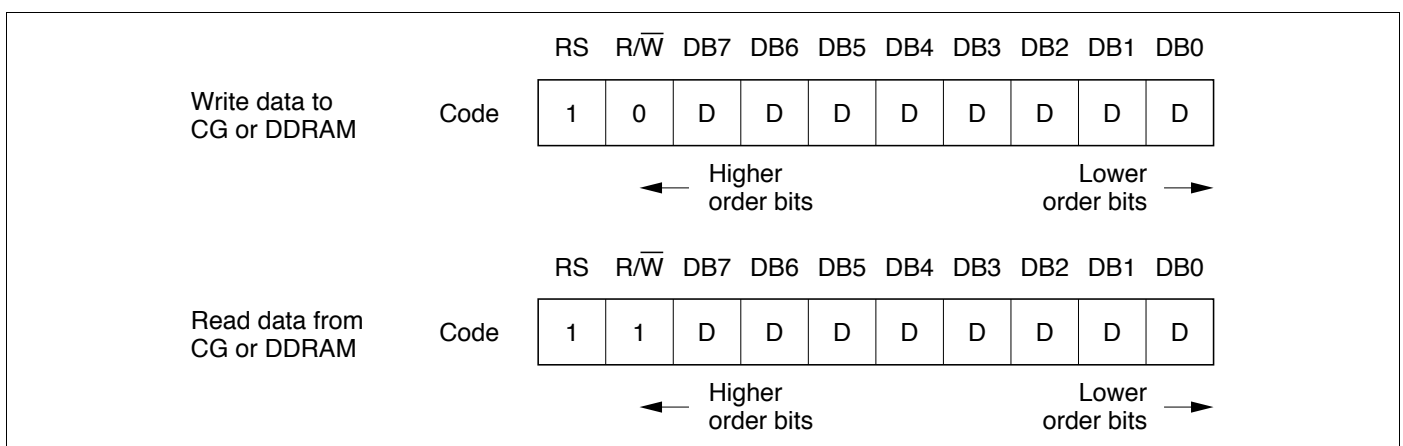 RS R/W̅ DB7 DB6 DB5 DB4 DB3 DB2 DB1 DB0
Write data to
CG or DDRAM
Code 1 0 D D D D D D D D
Higher
order bits
Lower
order bits
RS R/W̅ DB7 DB6 DB5 DB4 DB3 DB2 DB1 DB0
Read data from
CG or DDRAM
Code 1 1 D D D D D D D D
Higher
order bits
Lower
order bits